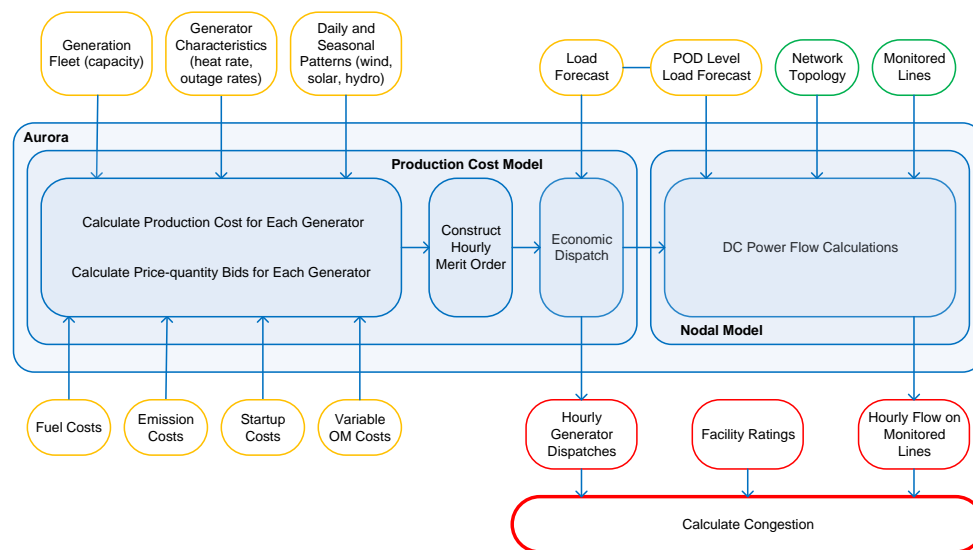 Generation
Fleet (capacity)
Generator
Characteristics
(heat rate,
outage rates)
Daily and
Seasonal
Patterns (wind,
solar, hydro)
Load
Forecast
POD Level
Load Forecast
Network
Topology
Monitored
Lines
Aurora
Production Cost Model
Calculate Production Cost for Each Generator
Calculate Price-quantity Bids for Each Generator
Construct
Hourly
Merit Order
Economic
Dispatch
DC Power Flow Calculations
Nodal Model
Fuel Costs
Emission
Costs
Startup
Costs
Variable
OM Costs
Hourly
Generator
Dispatches
Facility Ratings
Hourly Flow on
Monitored
Lines
Calculate Congestion